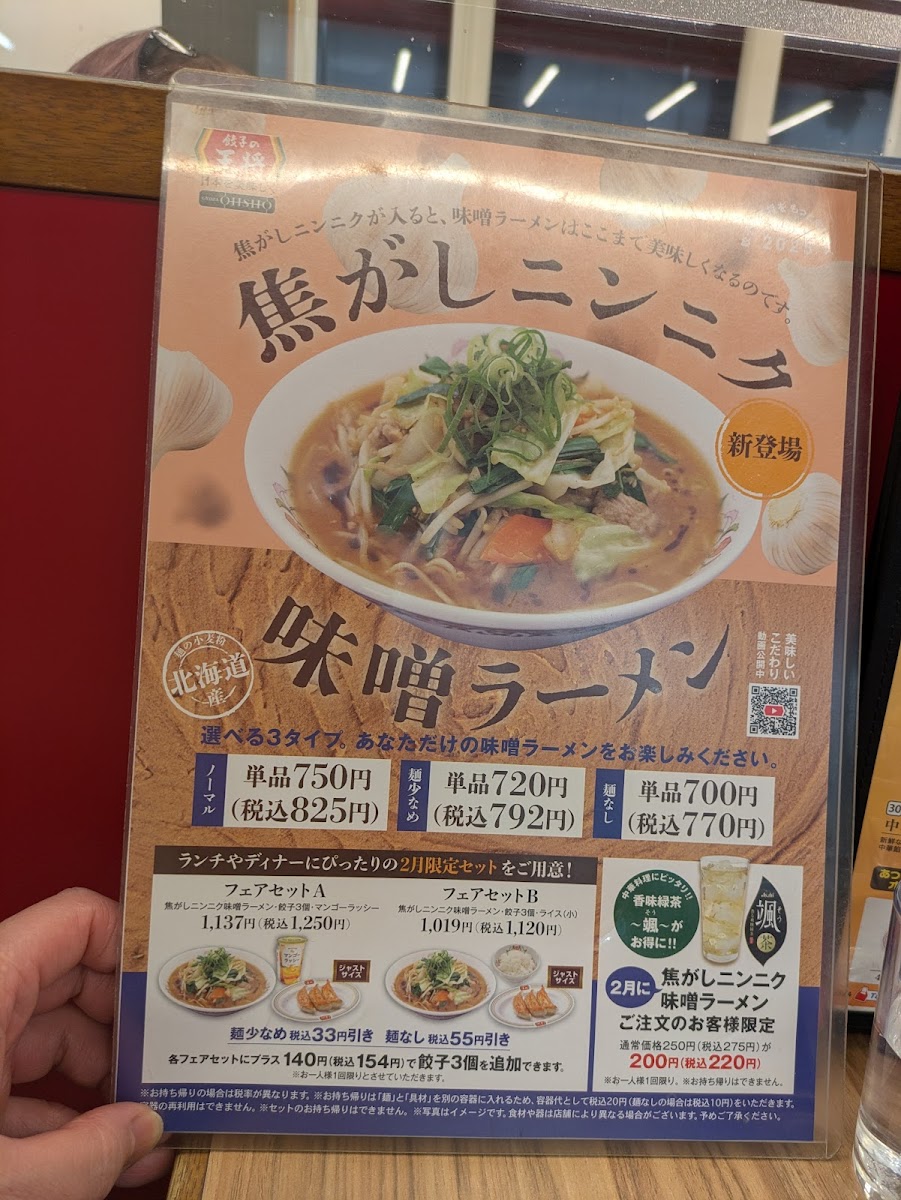 餃子の
王将
OHSHO
焦がしニンニクが入ると、味噌ラーメンはここまで美味しくなるのです。
焦がしニンニク
新登場
味噌ラーメン
麺の小麦粉
北海道
産
美味しい
こだわり
動画公開中
選べる3タイプ。あなただけの味噌ラーメンをお楽しみください。
ノーマル
単品750円
(税込825円)
麺少なめ
単品720円
(税込792円)
麺なし
単品700円
(税込770円)
ランチやディナーにぴったりの2月限定セットをご用意!
フェアセットA
焦がしニンニク味噌ラーメン・餃子3個・マンゴーラッシー
1,137円(税込1,250円)
ジャスト
サイズ
フェアセットB
焦がしニンニク味噌ラーメン・餃子3個・ライス(小)
1,019円(税込1,120円)
ジャスト
サイズ
麺少なめ 税込33円引き 麺なし 税込55円引き
各フェアセットにプラス140円(税込154円)で餃子3個を追加できます。
※お一人様1回限りとさせていただきます。
中華料理にピッタリ!!
香味緑茶
そう
〜颯〜が
お得に!!
颯
茶
2月に
焦がしニンニク
味噌ラーメン
ご注文のお客様限定
通常価格250円(税込275円)が
200円(税込220円)
※お一人様1回限り。※お持ち帰りはできません。
※お持ち帰りの場合は税率が異なります。※お持ち帰りは「麺」と「具材」を別の容器に入れるため、容器代として税込20円(麺なしの場合は税込10円)をいただきます。
容器の再利用はできません。※セットのお持ち帰りはできません。※写真はイメージです。食材や器は店舗により異なる場合がございます。予めご了承ください。